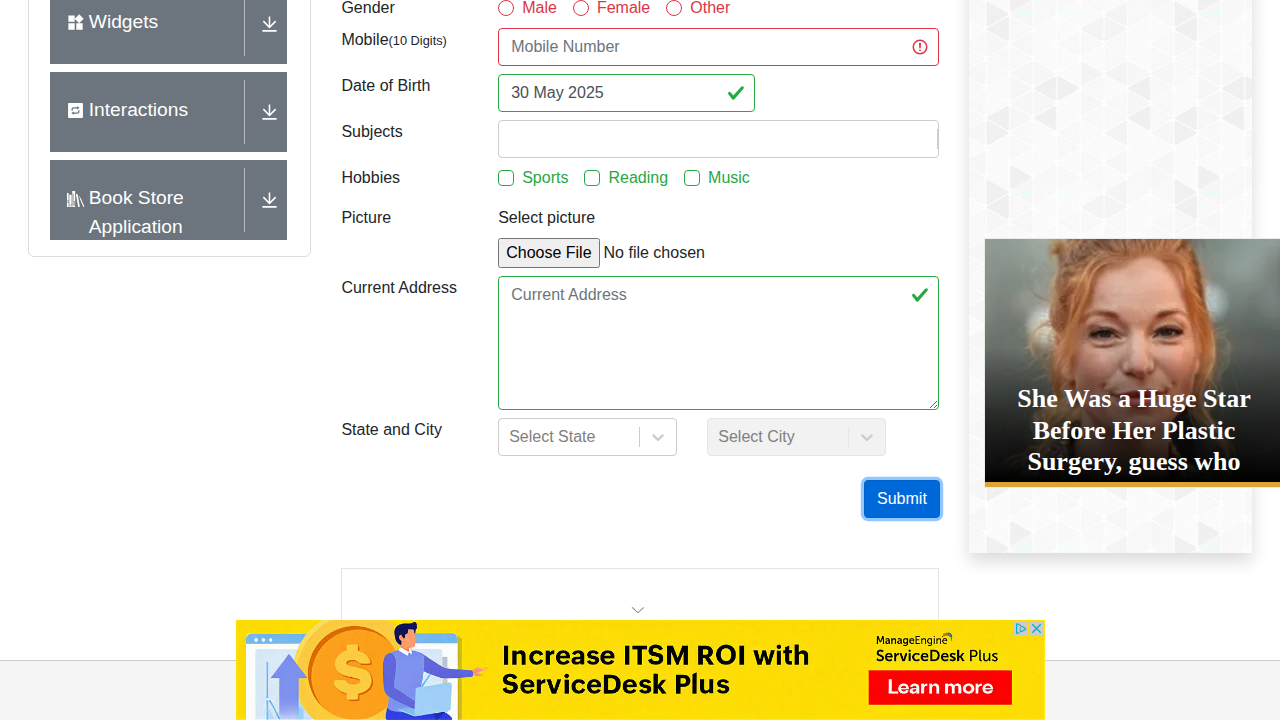 Widgets
Interactions
Book Store
Application
Gender
Male
Female
Other
Mobile(10 Digits)
Mobile Number
Date of Birth
30 May 2025
Subjects
Hobbies
Sports
Reading
Music
Picture
Select picture
Choose File No file chosen
Current Address
Current Address
State and City
Select State
Select City
Submit
She Was a Huge Star
Before Her Plastic
Surgery, guess who
Increase ITSM ROI with
ServiceDesk Plus
ManageEngine
ServiceDesk Plus
Learn more